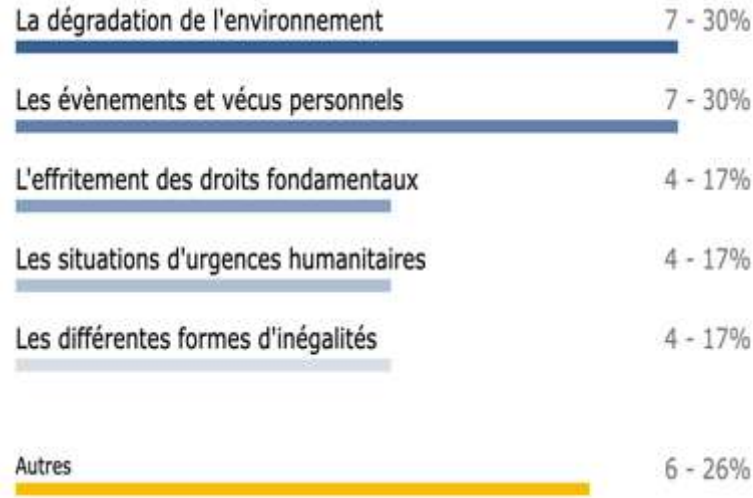 La dégradation de l'environnement 7 - 30%
Les évènements et vécus personnels 7 - 30%
L'effritement des droits fondamentaux 4 - 17%
Les situations d'urgences humanitaires 4 - 17%
Les différentes formes d'inégalités 4 - 17%
Autres 6 - 26%